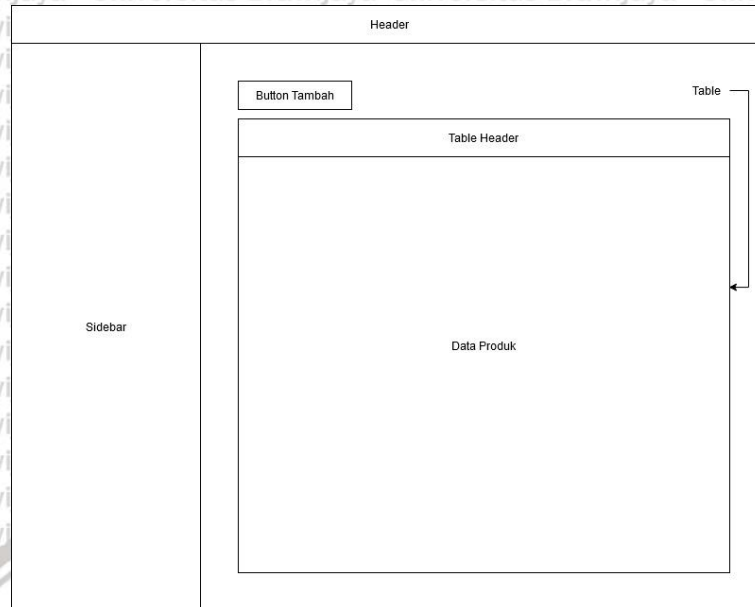 Header
Button Tambah
Table
Table Header
Sidebar
Data Produk